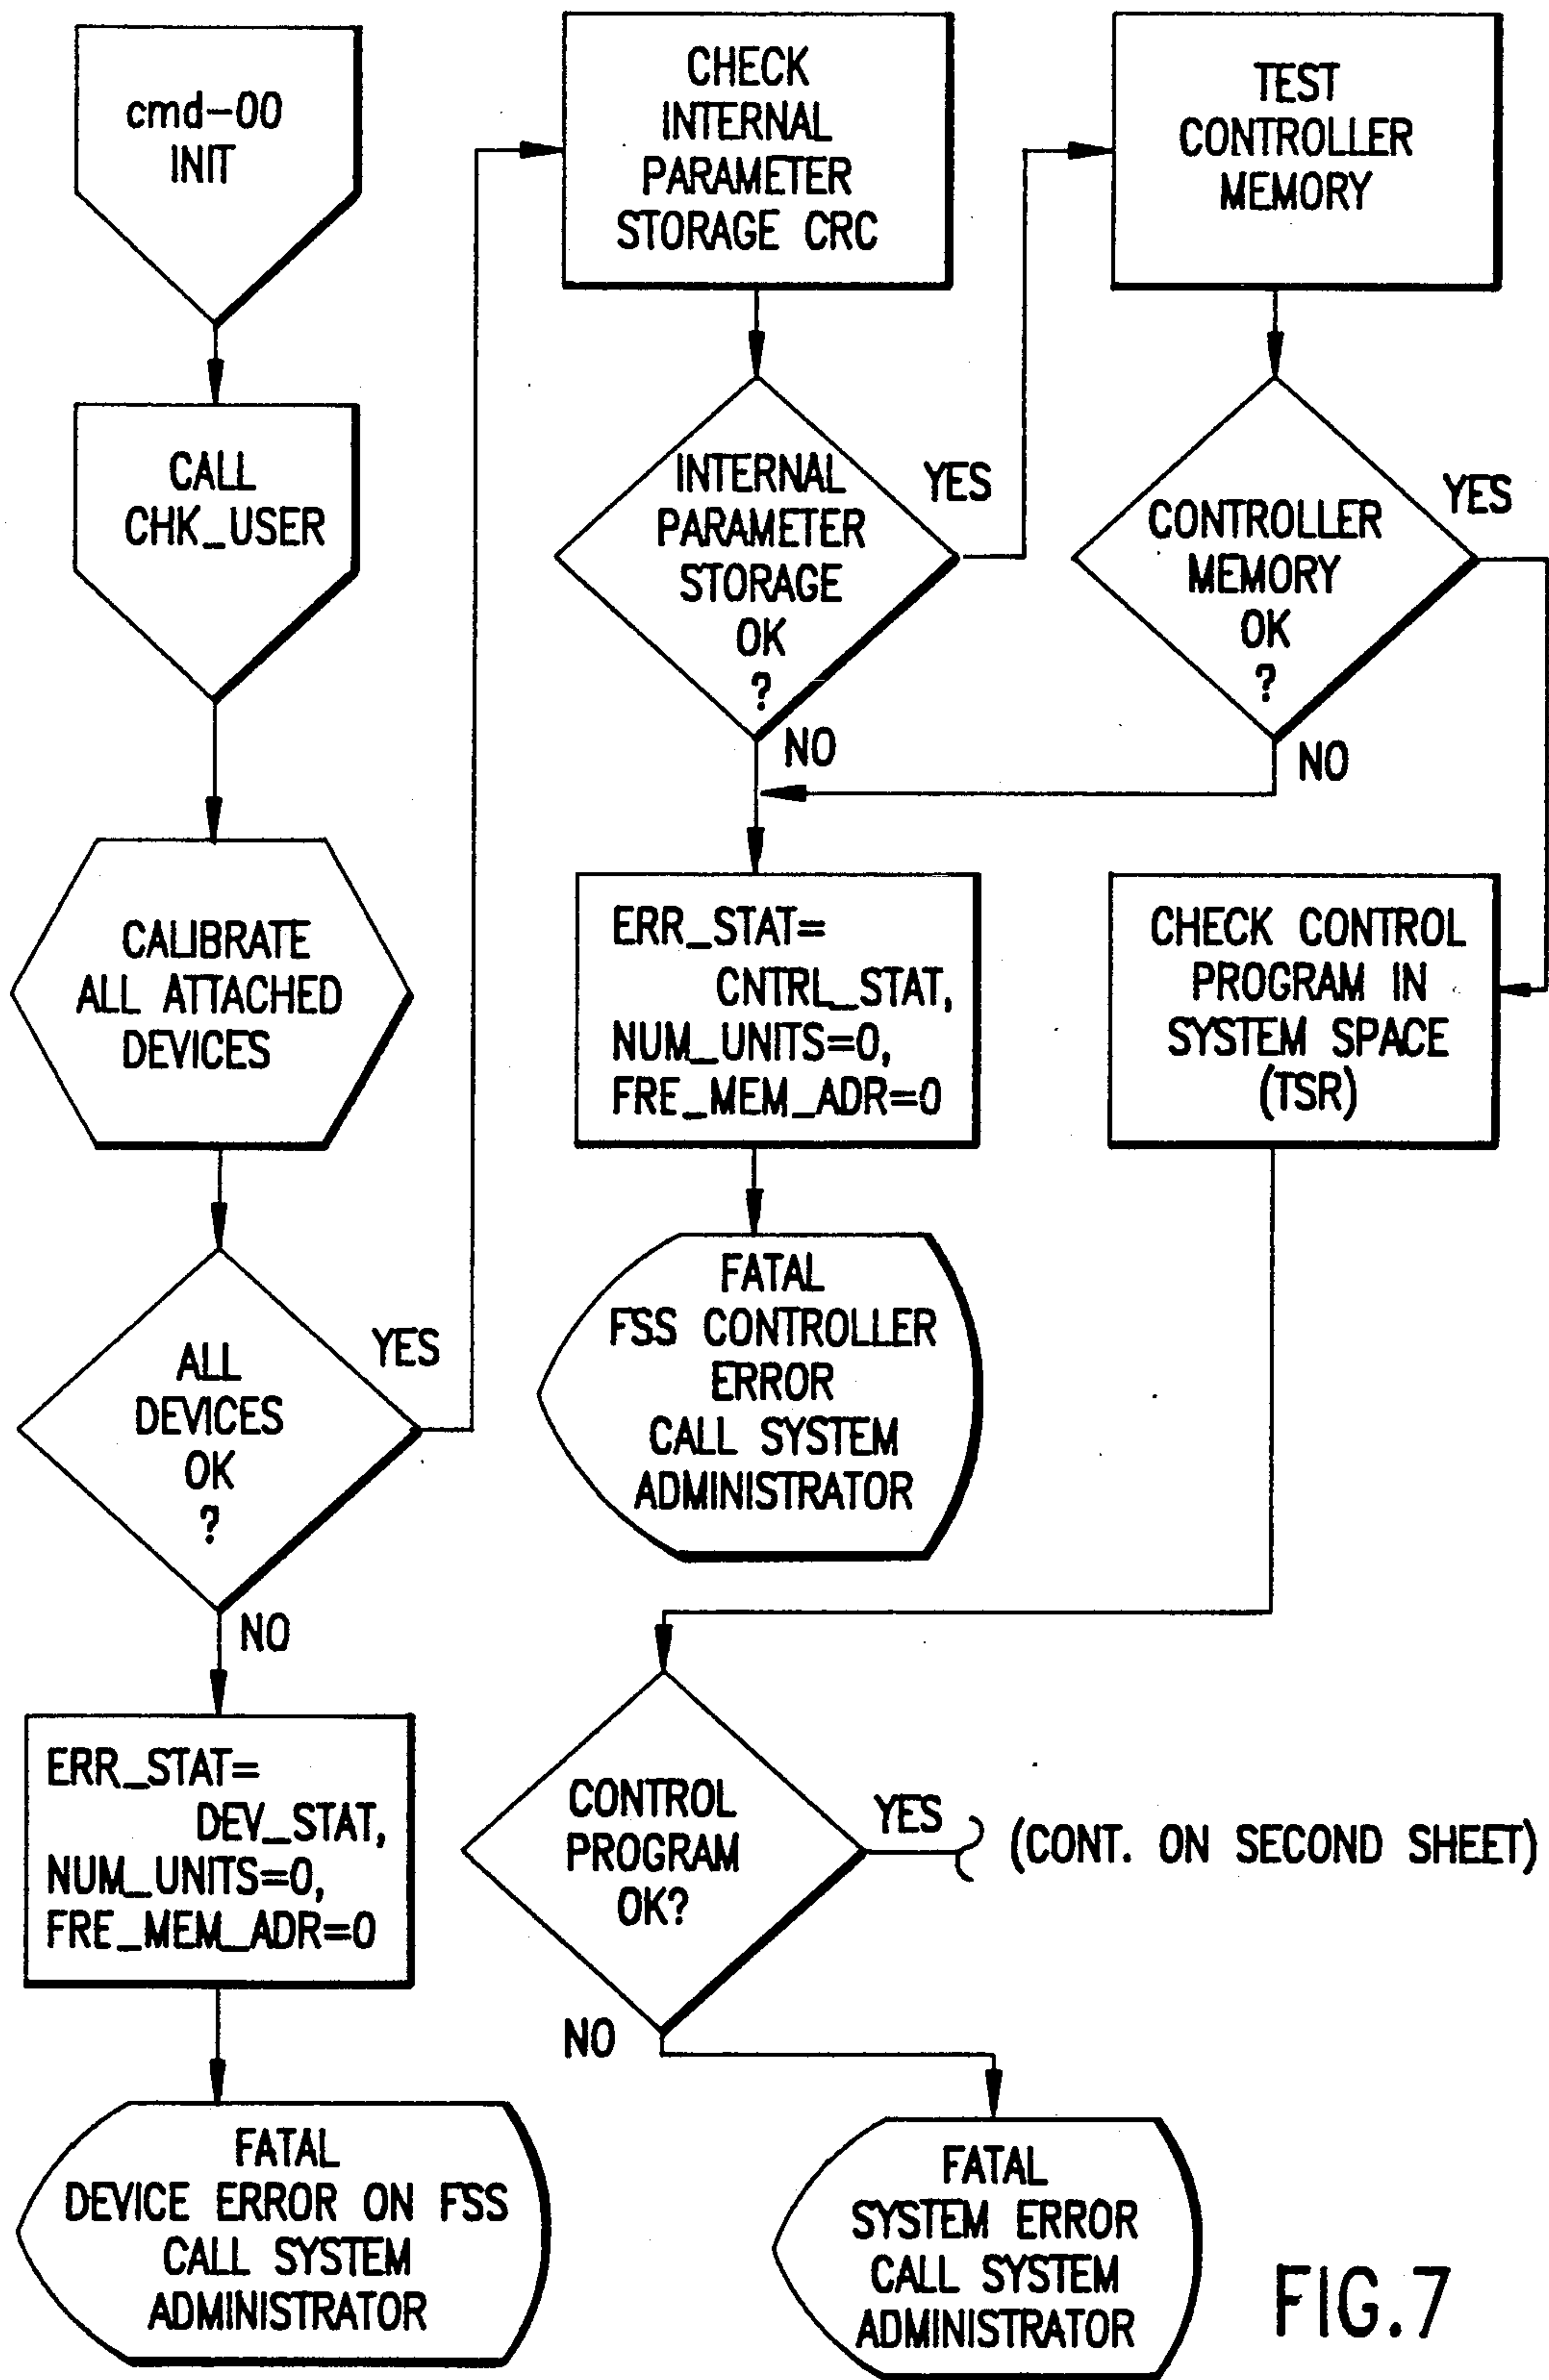 cmd-00
INIT
CALL
CHK_USER
CALIBRATE
ALL ATTACHED
DEVICES
ALL
DEVICES
OK
?
YES
NO
ERR_STAT=
DEV_STAT,
NUM_UNITS=0,
FRE_MEM_ADR=0
FATAL
DEVICE ERROR ON FSS
CALL SYSTEM
ADMINISTRATOR
CHECK
INTERNAL
PARAMETER
STORAGE CRC
INTERNAL
PARAMETER
STORAGE
OK
?
YES
NO
ERR_STAT=
CNTRL_STAT,
NUM_UNITS=0,
FRE_MEM_ADR=0
FATAL
FSS CONTROLLER
ERROR
CALL SYSTEM
ADMINISTRATOR
TEST
CONTROLLER
MEMORY
CONTROLLER
MEMORY
OK
?
YES
NO
CHECK CONTROL
PROGRAM IN
SYSTEM SPACE
(TSR)
CONTROL
PROGRAM
OK?
YES
(CONT. ON SECOND SHEET)
NO
FATAL
SYSTEM ERROR
CALL SYSTEM
ADMINISTRATOR
FIG.7